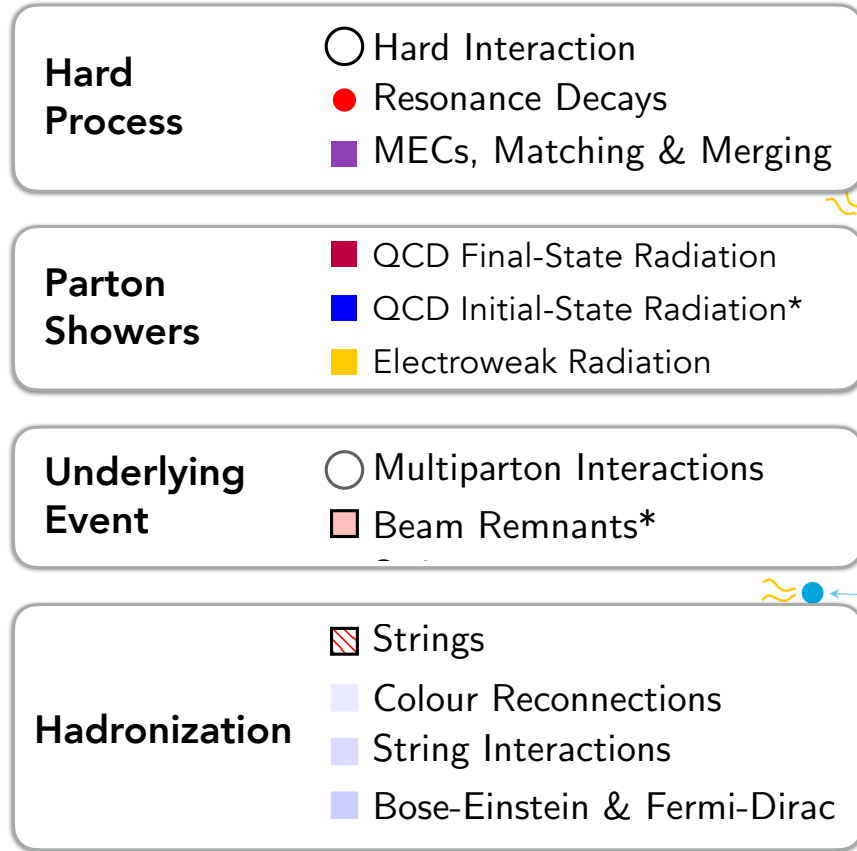 Hard
Process
Hard Interaction
Resonance Decays
MECs, Matching & Merging
Parton
Showers
QCD Final-State Radiation
QCD Initial-State Radiation*
Electroweak Radiation
Underlying
Event
Multiparton Interactions
Beam Remnants*
Hadronization
Strings
Colour Reconnections
String Interactions
Bose-Einstein & Fermi-Dirac